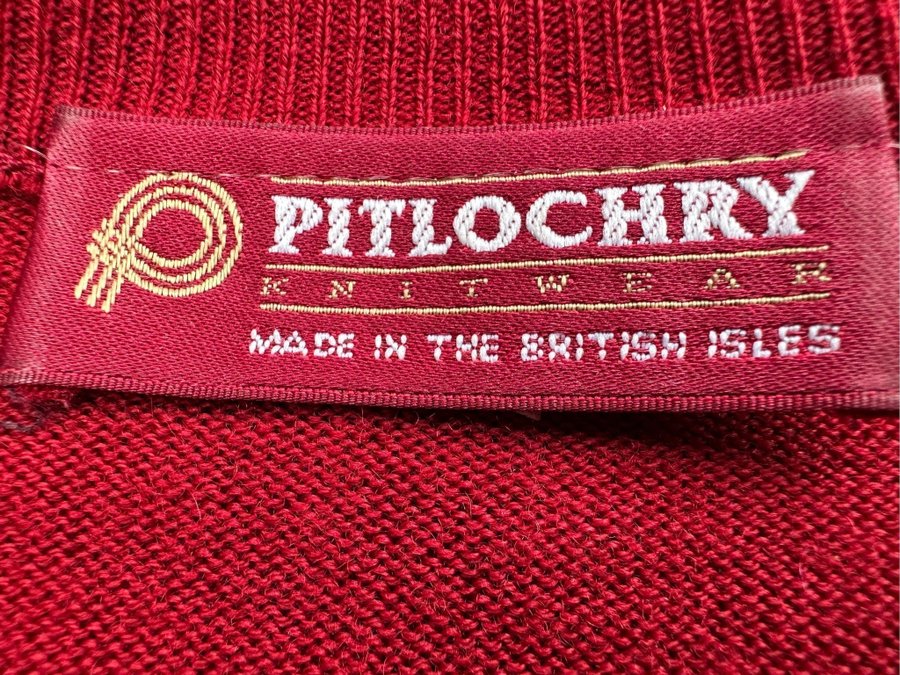 PITLOCHRY
KNITWEAR
MADE IN THE BRITISH ISLES